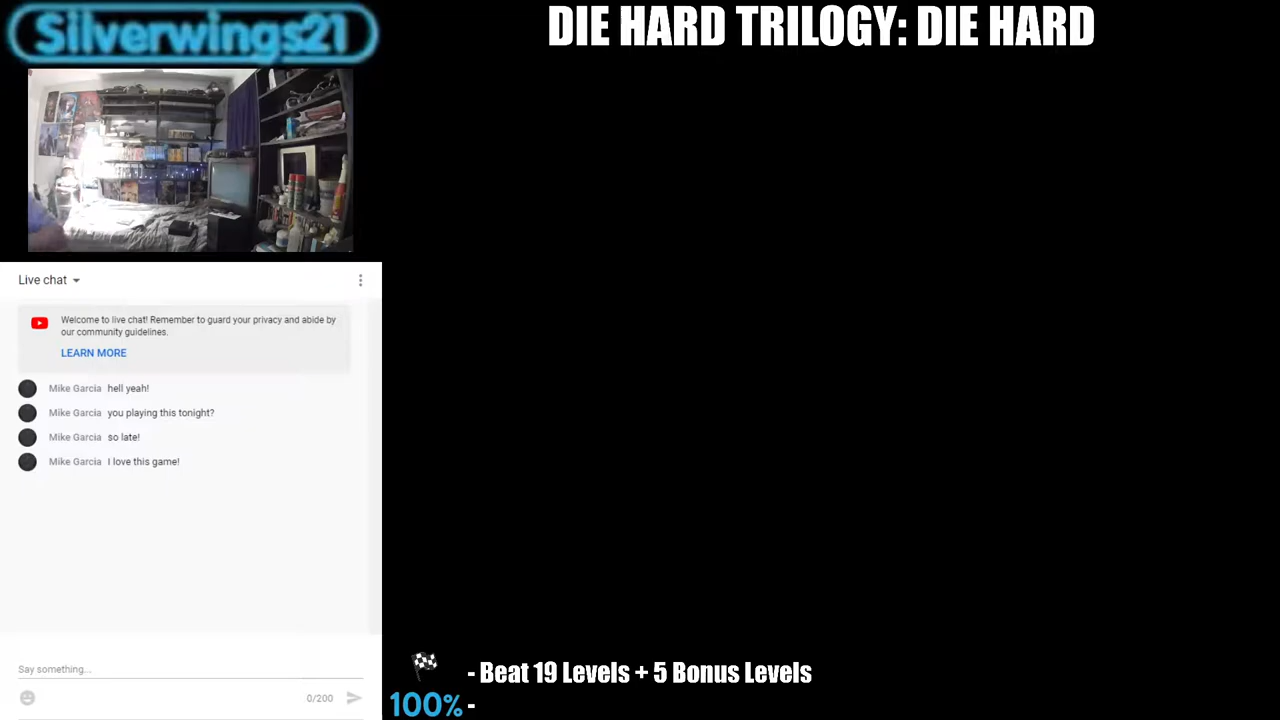 Silverwings21
DIE HARD TRILOGY: DIE HARD
Live chat
Welcome to live chat! Remember to guard your privacy and abide by
our community guidelines.
LEARN MORE
Mike Garcia hell yeah!
Mike Garcia you playing this tonight?
Mike Garcia so late!
Mike Garcia I love this game!
Say something...
0/200
- Beat 19 Levels + 5 Bonus Levels
100% -